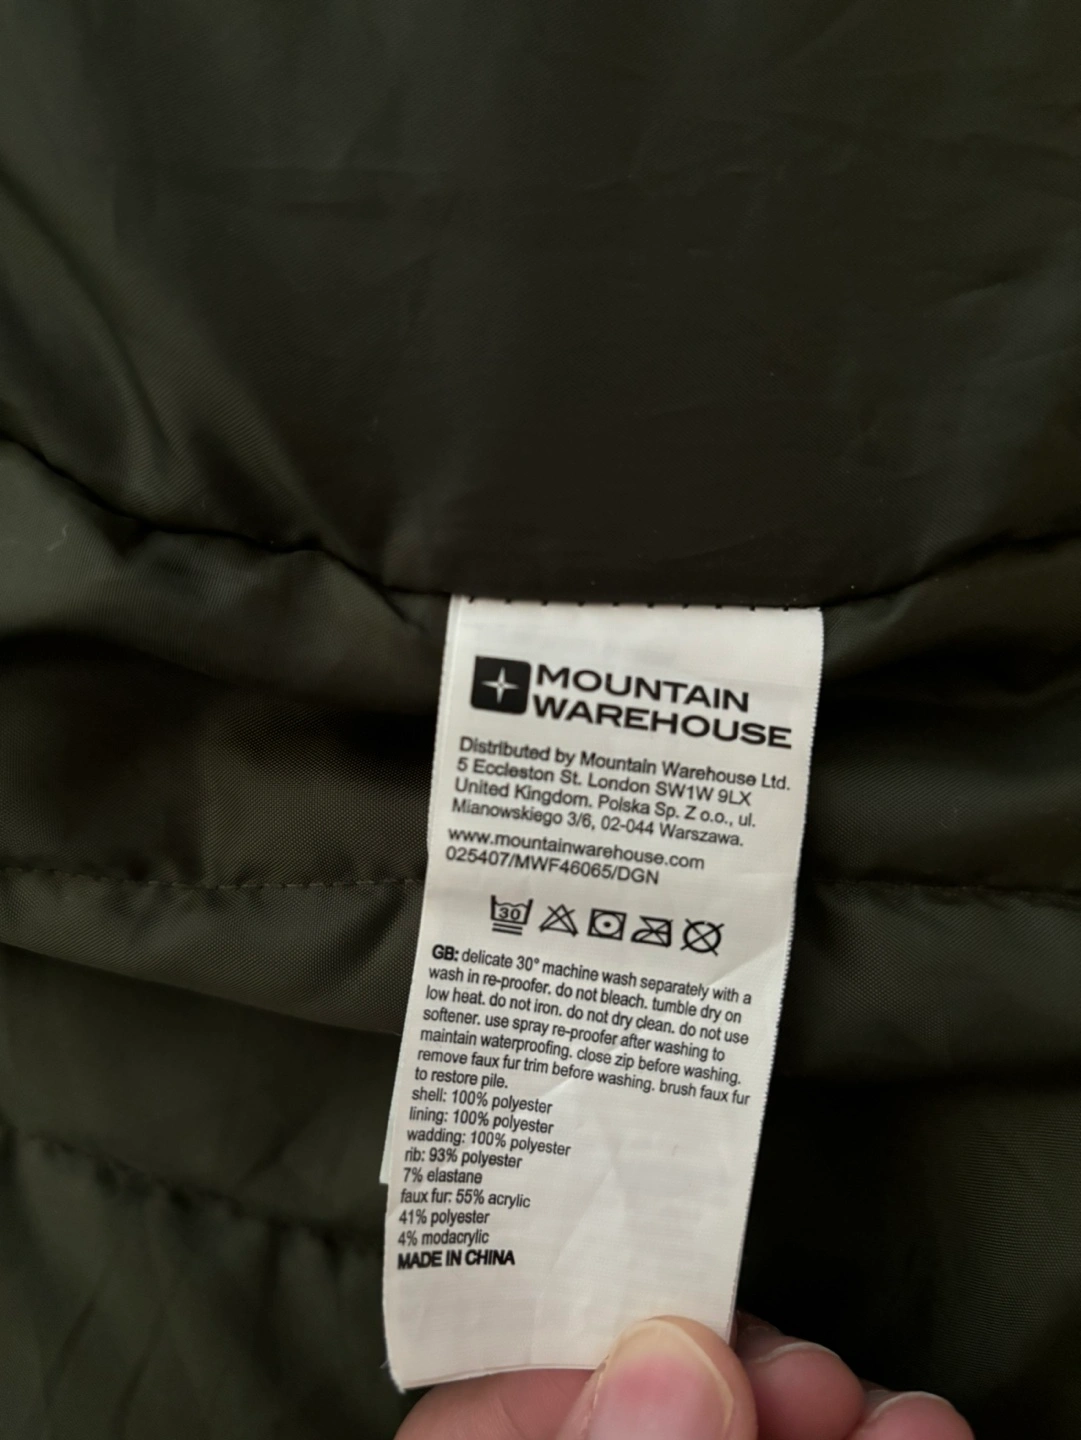 MOUNTAIN
WAREHOUSE
Distributed by Mountain Warehouse Ltd.
5 Eccleston St. London SW1W 9LX
United Kingdom. Polska Sp. Z o.o., ul.
Mianowskiego 3/6, 02-044 Warszawa.
www.mountainwarehouse.com
025407/MWF46065/DGN
30
GB: delicate 30° machine wash separately with a
wash in re-proofer. do not bleach. tumble dry on
low heat. do not iron. do not dry clean. do not use
softener. use spray re-proofer after washing to
maintain waterproofing. close zip before washing.
remove faux fur trim before washing. brush faux fur
to restore pile.
shell: 100% polyester
lining: 100% polyester
wadding: 100% polyester
rib: 93% polyester
7% elastane
faux fur: 55% acrylic
41% polyester
4% modacrylic
MADE IN CHINA